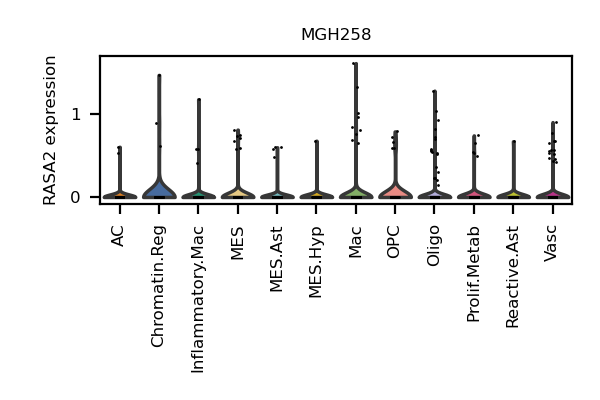 MGH258
RASA2 expression
1
0
AC
Chromatin.Reg
Inflammatory.Mac
MES
MES.Ast
MES.Hyp
Mac
OPC
Oligo
Prolif.Metab
Reactive.Ast
Vasc